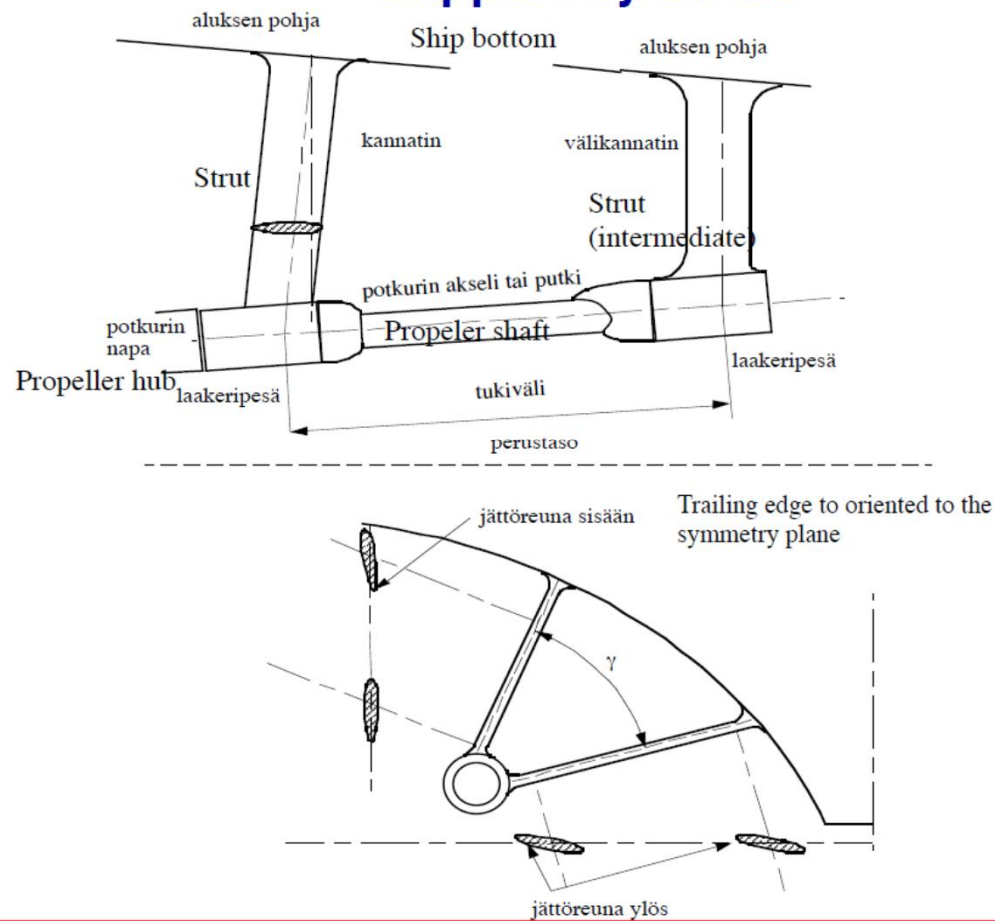 aluksen pohja
Ship bottom
aluksen pohja
kannatin
välikannatin
Strut
Strut
(intermediate)
potkurin akseli tai putki
potkurin
napa
Propeler shaft
Propeller hub
laakeripesä
laakeripesä
tukiväli
perustaso
jättöreuna sisään
Trailing edge to oriented to the
symmetry plane
γ
jättöreuna ylös